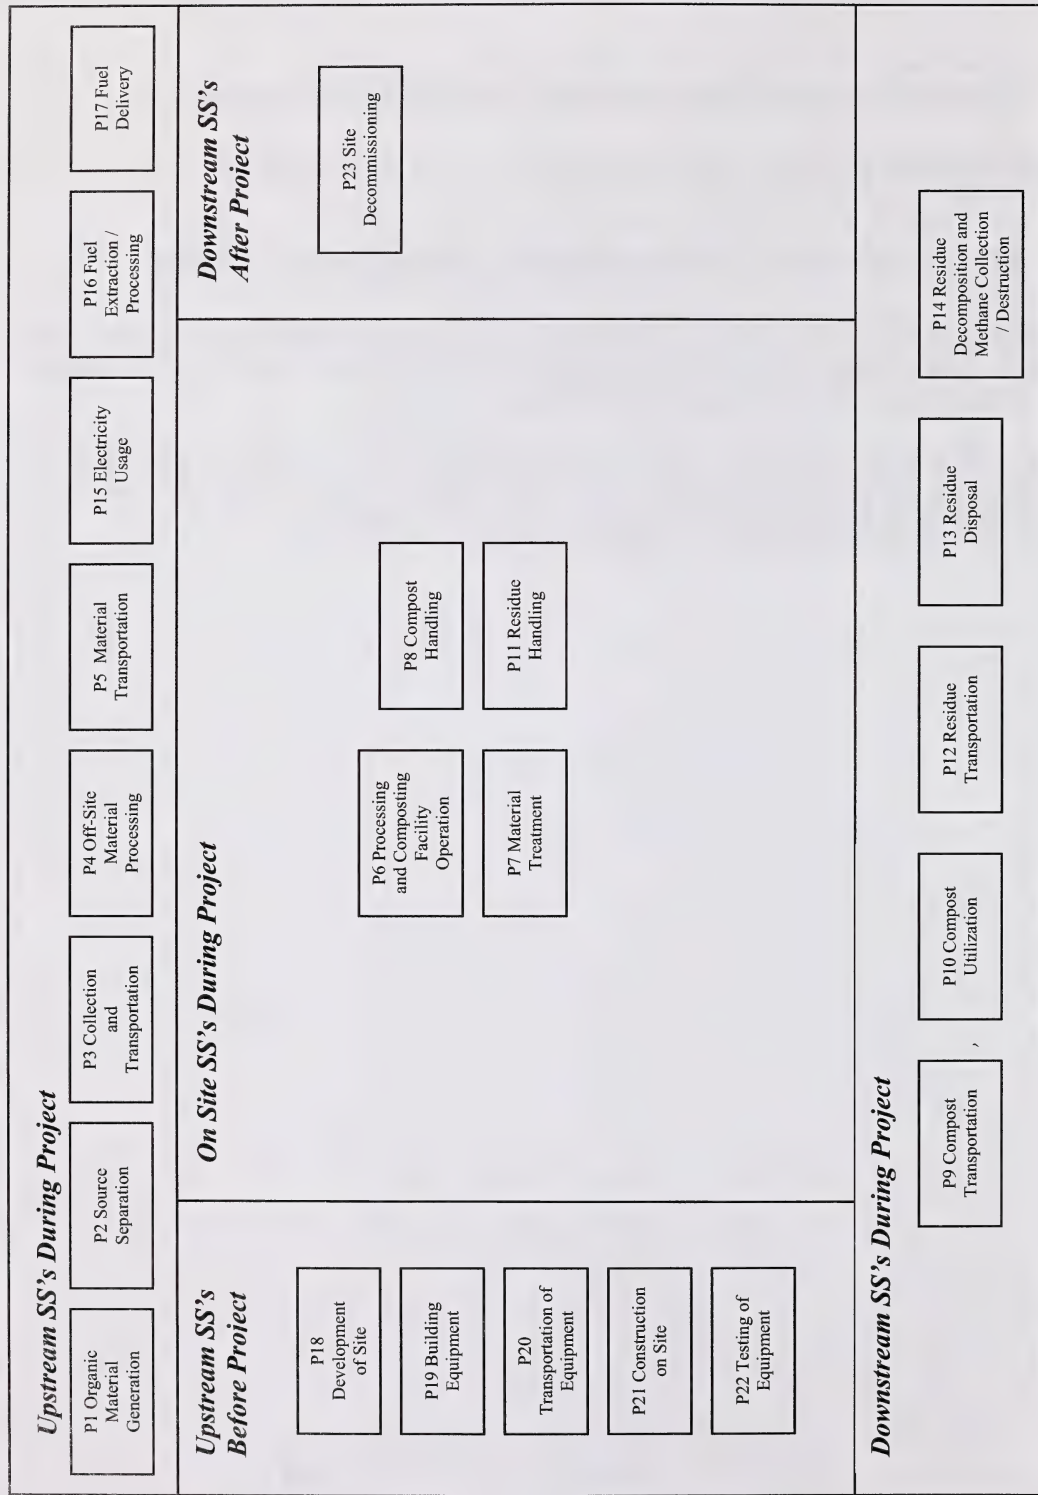 Upstream SS's During Project
P1 Organic
Material
Generation
P2 Source
Separation
P3 Collection
and
Transportation
P4 Off-Site
Material
Processing
P5 Material
Transportation
P15 Electricity
Usage
P16 Fuel
Extraction /
Processing
P17 Fuel
Delivery
Upstream SS's
Before Project
P18
Development
of Site
P19 Building
Equipment
P20
Transportation of
Equipment
P21 Construction
on Site
P22 Testing of
Equipment
On Site SS's During Project
P6 Processing
and Composting
Facility
Operation
P8 Compost
Handling
P7 Material
Treatment
P11 Residue
Handling
Downstream SS's
After Project
P23 Site
Decommissioning
Downstream SS's During Project
P9 Compost
Transportation
P10 Compost
Utilization
P12 Residue
Transportation
P13 Residue
Disposal
P14 Residue
Decomposition and
Methane Collection
/ Destruction